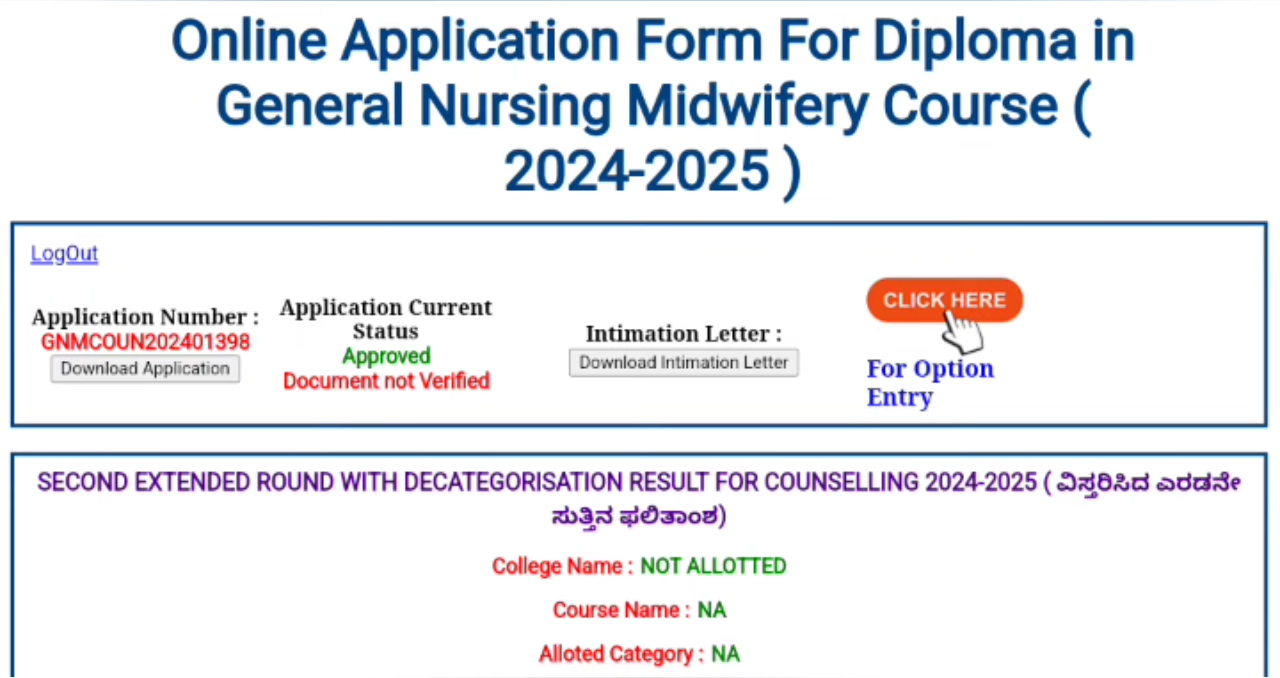 Online Application Form For Diploma in
General Nursing Midwifery Course (
2024-2025 )
LogOut
Application Number :
GNMCOUN202401398
Download Application
Application Current
Status
Approved
Document not Verified
Intimation Letter :
Download Intimation Letter
CLICK HERE
For Option
Entry
SECOND EXTENDED ROUND WITH DECATEGORISATION RESULT FOR COUNSELLING 2024-2025 ( ವಿಸ್ತರಿಸಿದ ಎರಡನೇ
ಸುತ್ತಿನ ಫಲಿತಾಂಶ)
College Name : NOT ALLOTTED
Course Name : NA
Alloted Category : NA